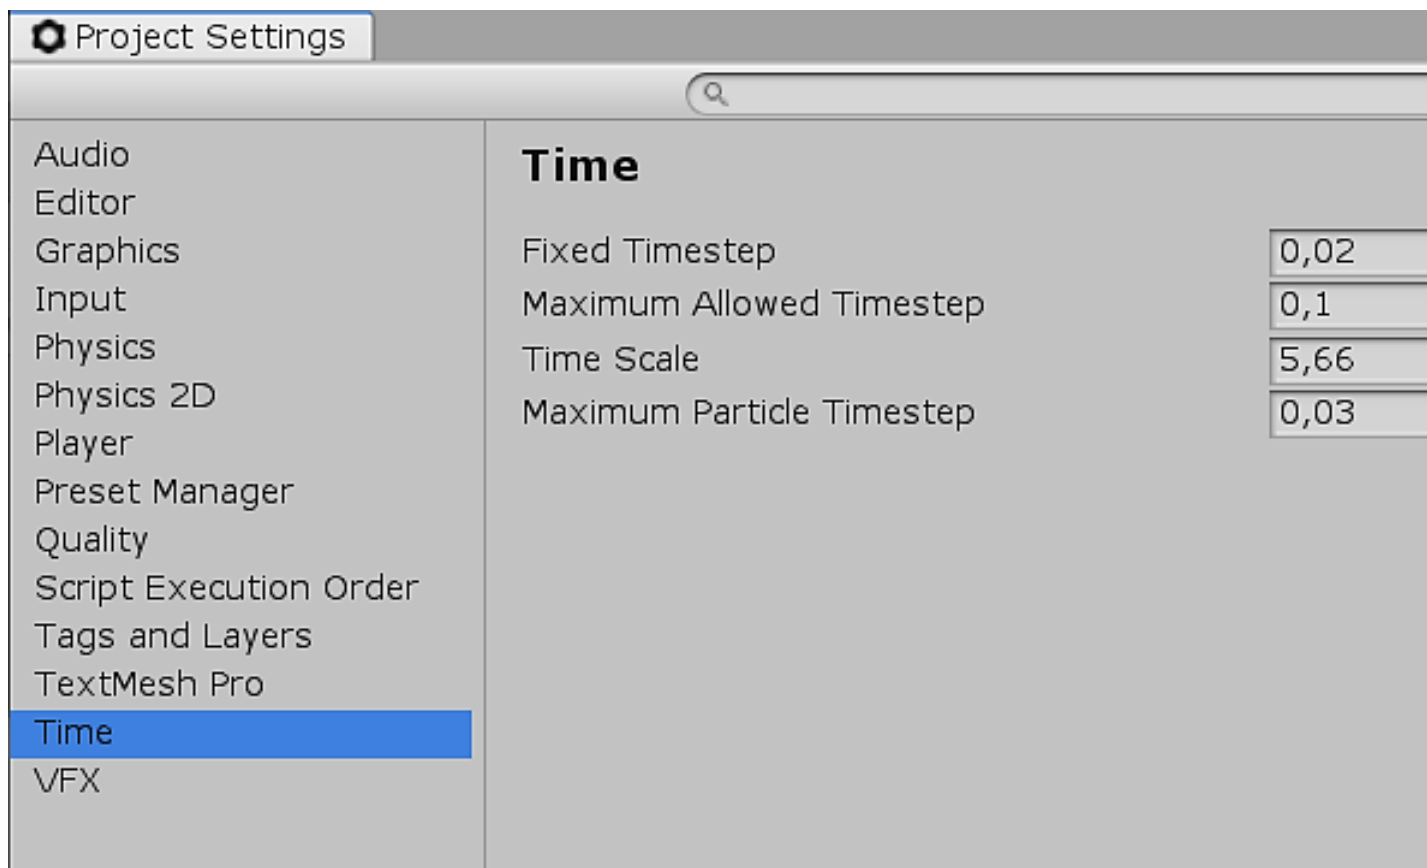 Project Settings
Audio
Editor
Graphics
Input
Physics
Physics 2D
Player
Preset Manager
Quality
Script Execution Order
Tags and Layers
TextMesh Pro
Time
VFX
Time
Fixed Timestep 0,02
Maximum Allowed Timestep 0,1
Time Scale 5,66
Maximum Particle Timestep 0,03